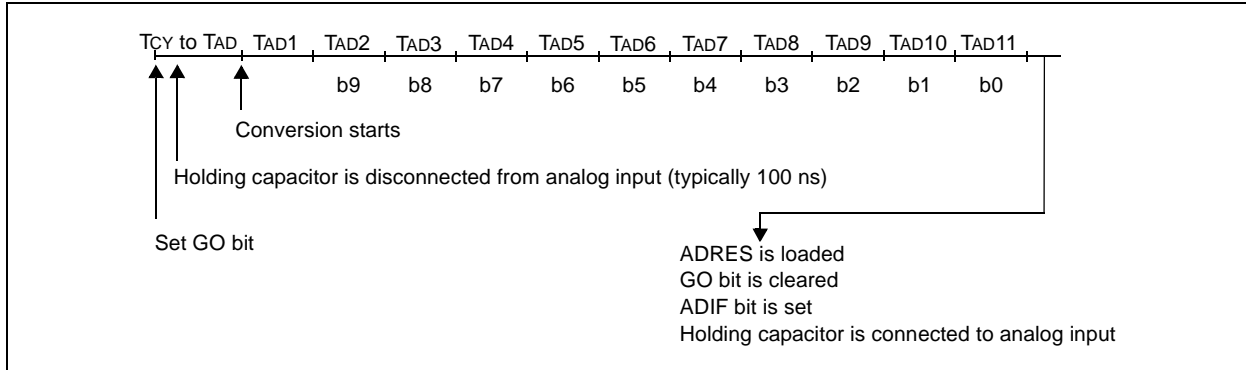 TCY to TAD TAD1 TAD2 TAD3 TAD4 TAD5 TAD6 TAD7 TAD8 TAD9 TAD10 TAD11
b9 b8 b7 b6 b5 b4 b3 b2 b1 b0
Conversion starts
Holding capacitor is disconnected from analog input (typically 100 ns)
Set GO bit
ADRES is loaded
GO bit is cleared
ADIF bit is set
Holding capacitor is connected to analog input